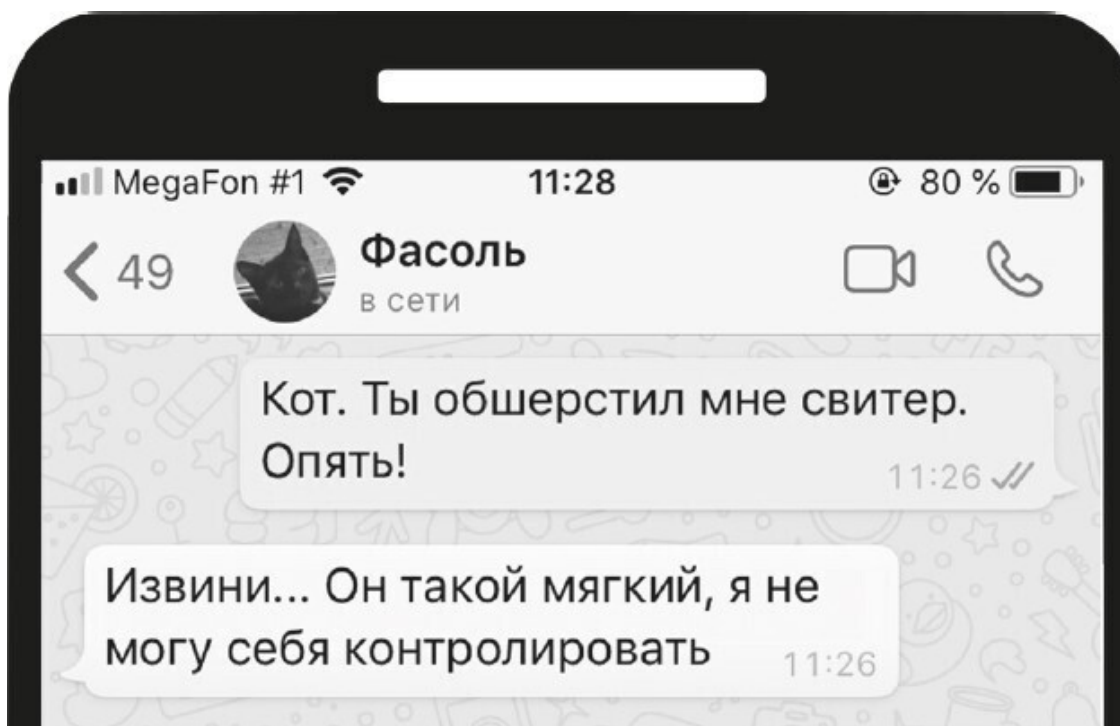 MegaFon #1 11:28 80 %
49 Фасоль
в сети
Кот. Ты обшерстил мне свитер.
Опять!
11:26
Извини... Он такой мягкий, я не
могу себя контролировать
11:26